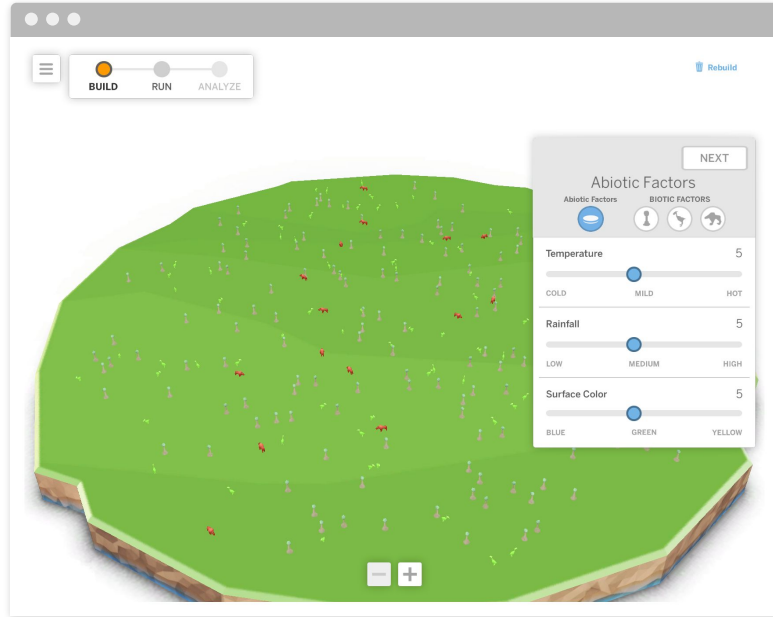 BUILD RUN ANALYZE
Rebuild
NEXT
Abiotic Factors
Abiotic Factors BIOTIC FACTORS
Temperature 5
COLD MILD HOT
Rainfall 5
LOW MEDIUM HIGH
Surface Color 5
BLUE GREEN YELLOW